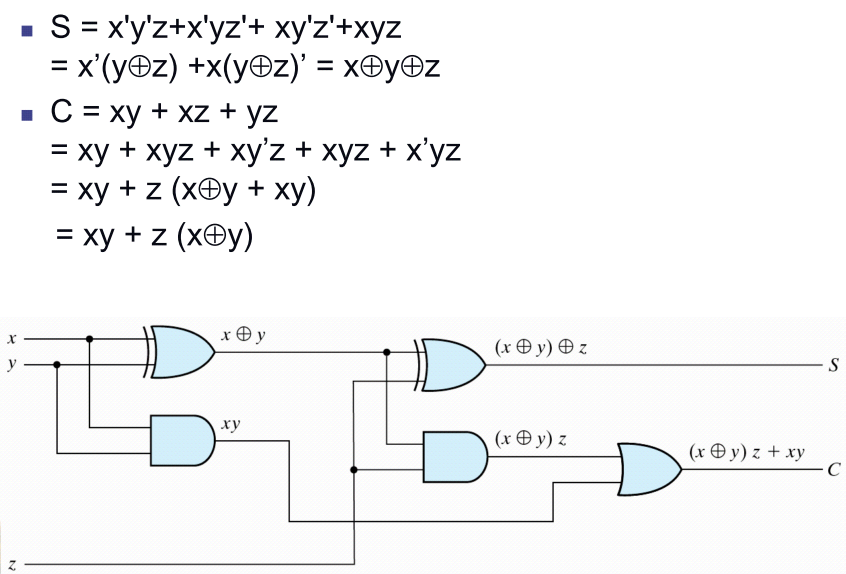 S = x'y'z+x'yz'+ xy'z'+xyz
= x’(y⊕z) +x(y⊕z)’ = x⊕y⊕z
C = xy + xz + yz
= xy + xyz + xy’z + xyz + x’yz
= xy + z (x⊕y + xy)
= xy + z (x⊕y)
x
y
x ⊕ y
(x ⊕ y) ⊕ z
S
xy
(x ⊕ y) z
(x ⊕ y) z + xy
C
z